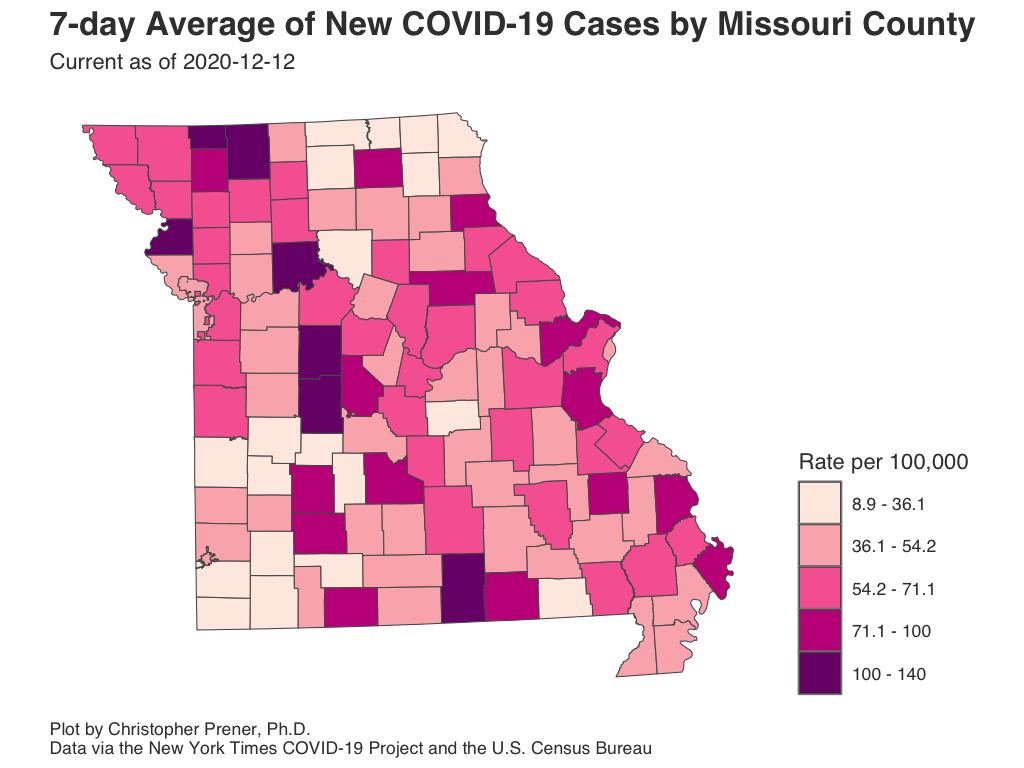 7-day Average of New COVID-19 Cases by Missouri County
Current as of 2020-12-12
Rate per 100,000
8.9 - 36.1
36.1 - 54.2
54.2 - 71.1
71.1 - 100
100 - 140
Plot by Christopher Prener, Ph.D.
Data via the New York Times COVID-19 Project and the U.S. Census Bureau